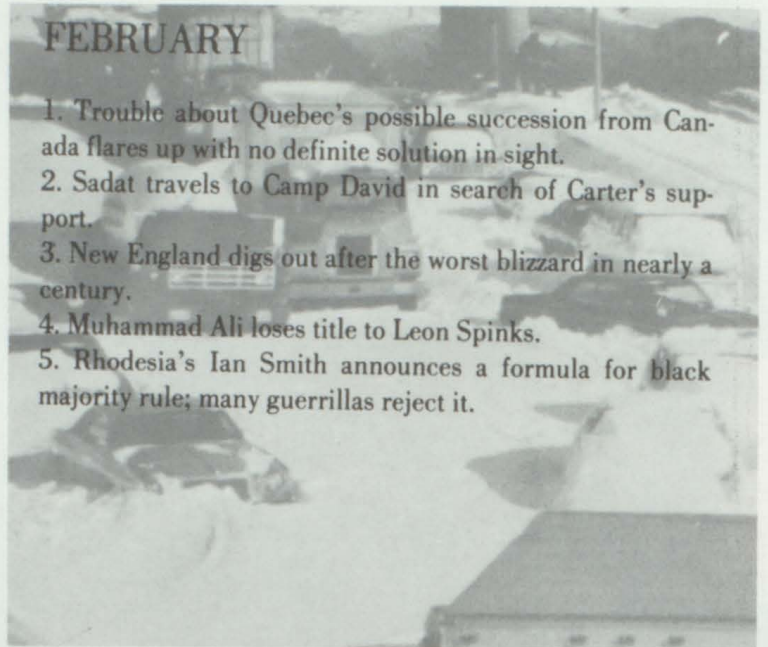 FEBRUARY
1. Trouble about Quebec's possible succession from Can-
ada flares up with no definite solution in sight.
2. Sadat travels to Camp David in search of Carter's sup-
port.
3. New England digs out after the worst blizzard in nearly a
century.
4. Muhammad Ali loses title to Leon Spinks.
5. Rhodesia's Ian Smith announces a formula for black
majority rule; many guerrillas reject it.